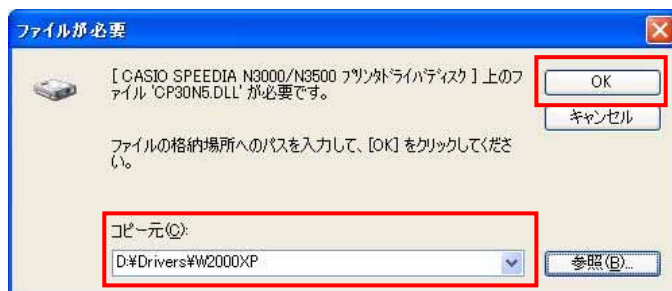 ファイルが必要
[ CASIO SPEEDIA N3000/N3500 プリンタドライバディスク ] 上のフ
ァイル 'CP30N5.DLL' が必要です。
OK
キャンセル
ファイルの格納場所へのパスを入力して、[OK] をクリックしてくださ
い。
コピー元(C):
D:¥Drivers¥W2000XP
参照(B)...